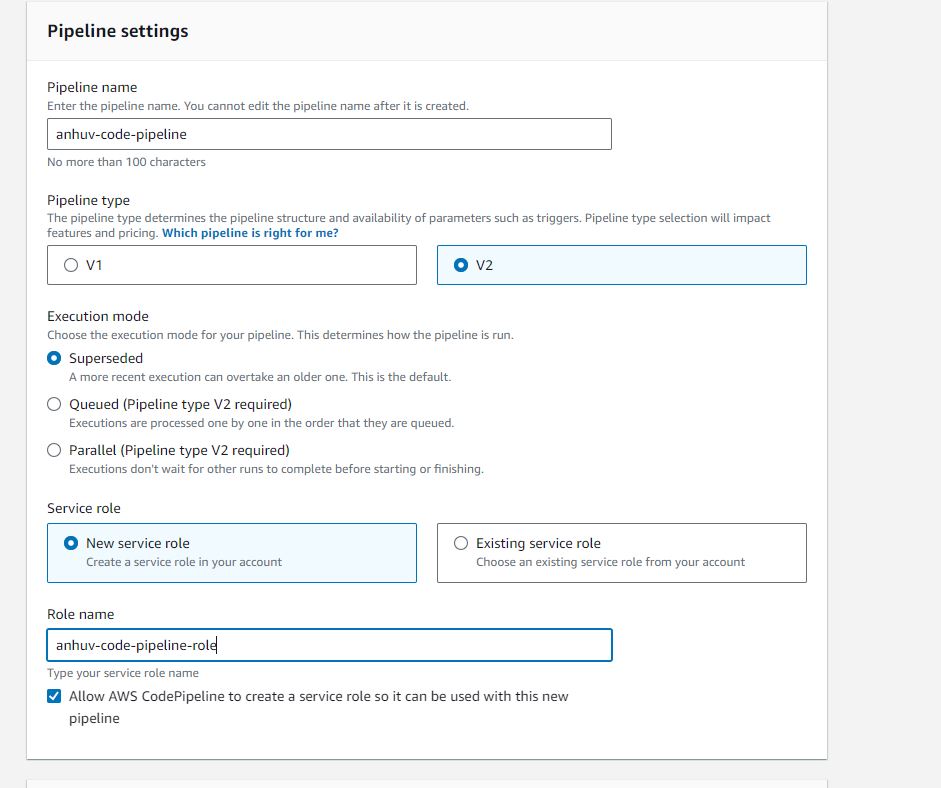 Pipeline settings
Pipeline name
Enter the pipeline name. You cannot edit the pipeline name after it is created.
anhuv-code-pipeline
No more than 100 characters
Pipeline type
The pipeline type determines the pipeline structure and availability of parameters such as triggers. Pipeline type selection will impact
features and pricing. Which pipeline is right for me?
V1
V2
Execution mode
Choose the execution mode for your pipeline. This determines how the pipeline is run.
Superseded
A more recent execution can overtake an older one. This is the default.
Queued (Pipeline type V2 required)
Executions are processed one by one in the order that they are queued.
Parallel (Pipeline type V2 required)
Executions don't wait for other runs to complete before starting or finishing.
Service role
New service role
Create a service role in your account
Existing service role
Choose an existing service role from your account
Role name
anhuv-code-pipeline-role
Type your service role name
Allow AWS CodePipeline to create a service role so it can be used with this new
pipeline